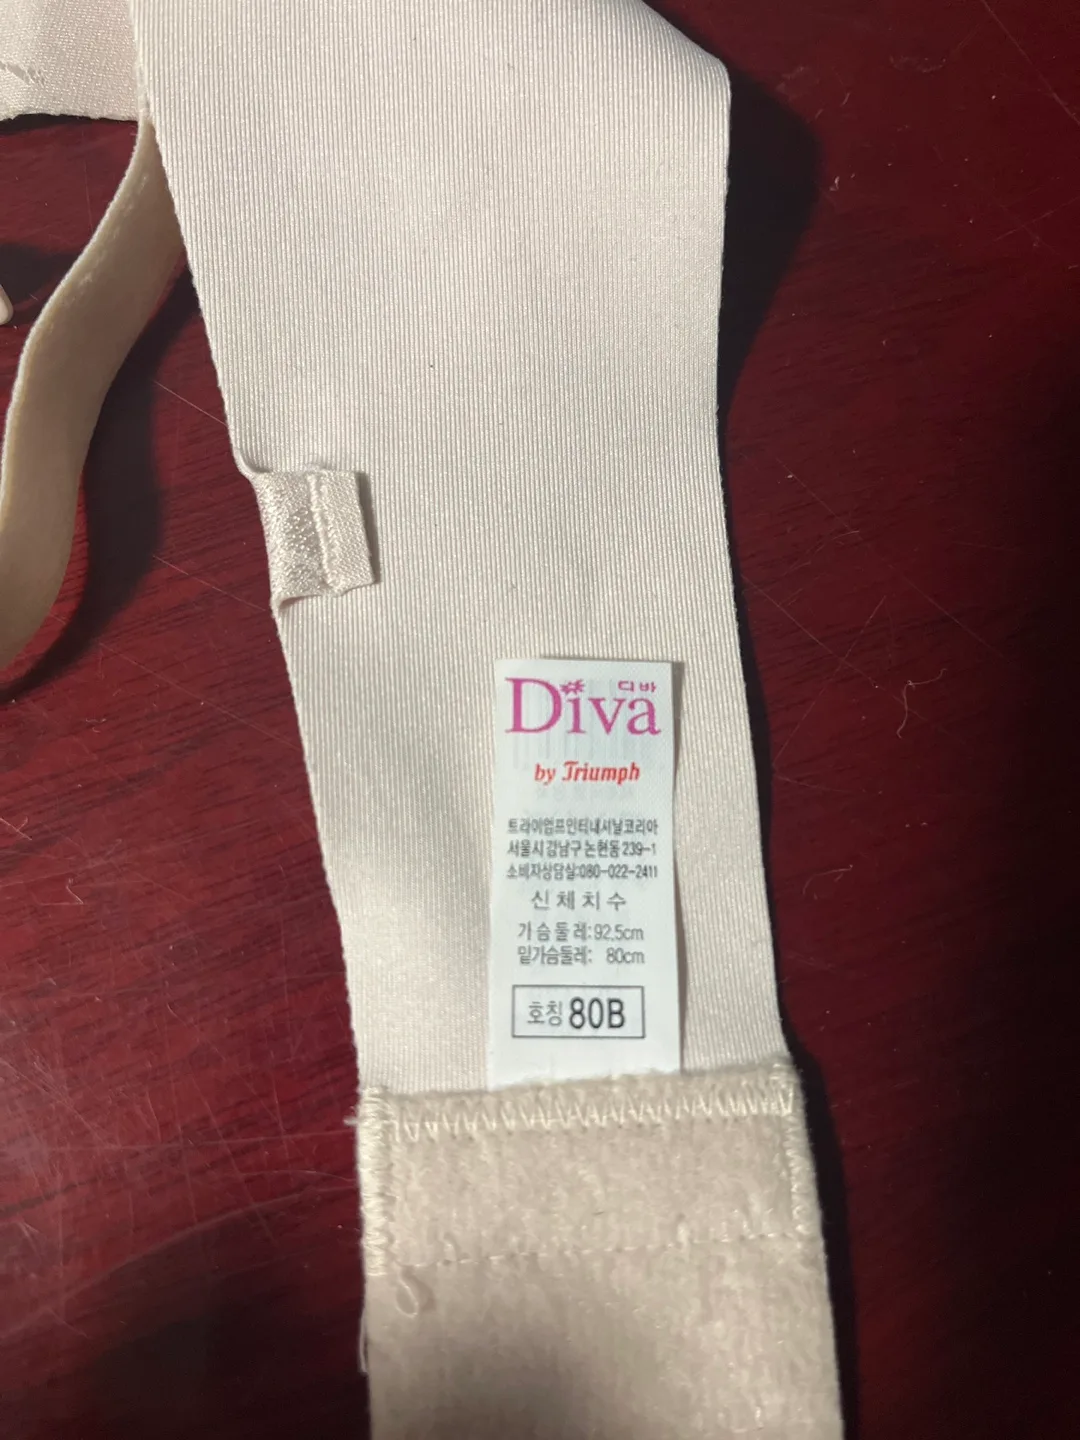 디바
Diva
by Triumph
트라이엄프인터내셔날코리아
서울시강남구논현동239-1
소비자상담실:080-022-2411
신체치수
가슴둘레:92.5cm
밑가슴둘레: 80cm
호칭 80B